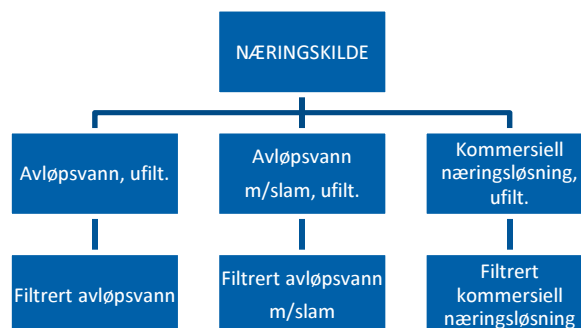 NÆRINGSKILDE
Avløpsvann, ufilt.
Avløpsvann
m/slam, ufilt.
Kommersiell
næringsløsning,
ufilt.
Filtrert avløpsvann
Filtrert avløpsvann
m/slam
Filtrert
kommersiell
næringsløsning